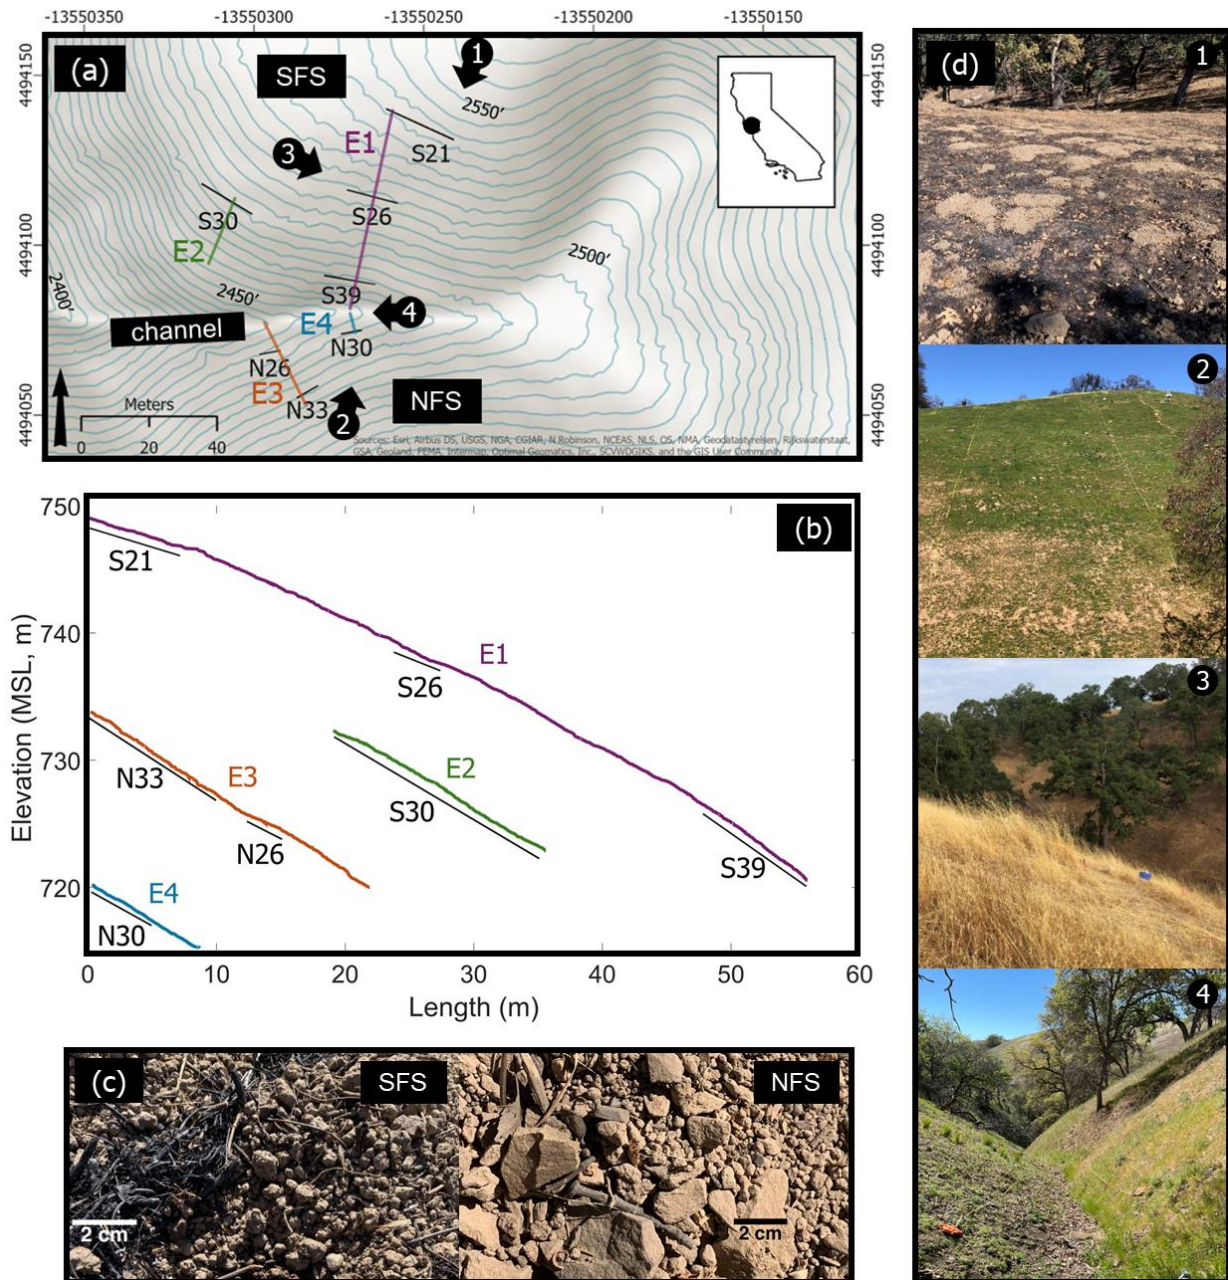 -13550350 -13550300 -13550250 -13550200 -13550150
(a)
SFS
1
2550'
E1
S21
3
S26
S30
E2
2500'
2400'
2450'
S39
4
channel
E4
N30
N26
E3
N33
2
NFS
Meters
0 20 40
Sources: Esri, Airbus DS, USGS, NGA, CGIAR, N Robinson, NCEAS, NLS, OS, NMA, Geodatastyrelsen, Rijkswaterstaat,
GSA, Geoland, FEMA, Intermap, Optimal Geomatics, Inc., SCVWDGIKS, and the GIS User Community
4494150
4494100
4494050
4494150
4494100
4494050
(b)
Elevation (MSL, m)
750
740
730
720
S21
E1
S26
E3
N33
E2
S30
N26
S39
E4
N30
0 10 20 30 40 50 60
Length (m)
(c)
SFS
NFS
2 cm
2 cm
(d)
1
2
3
4